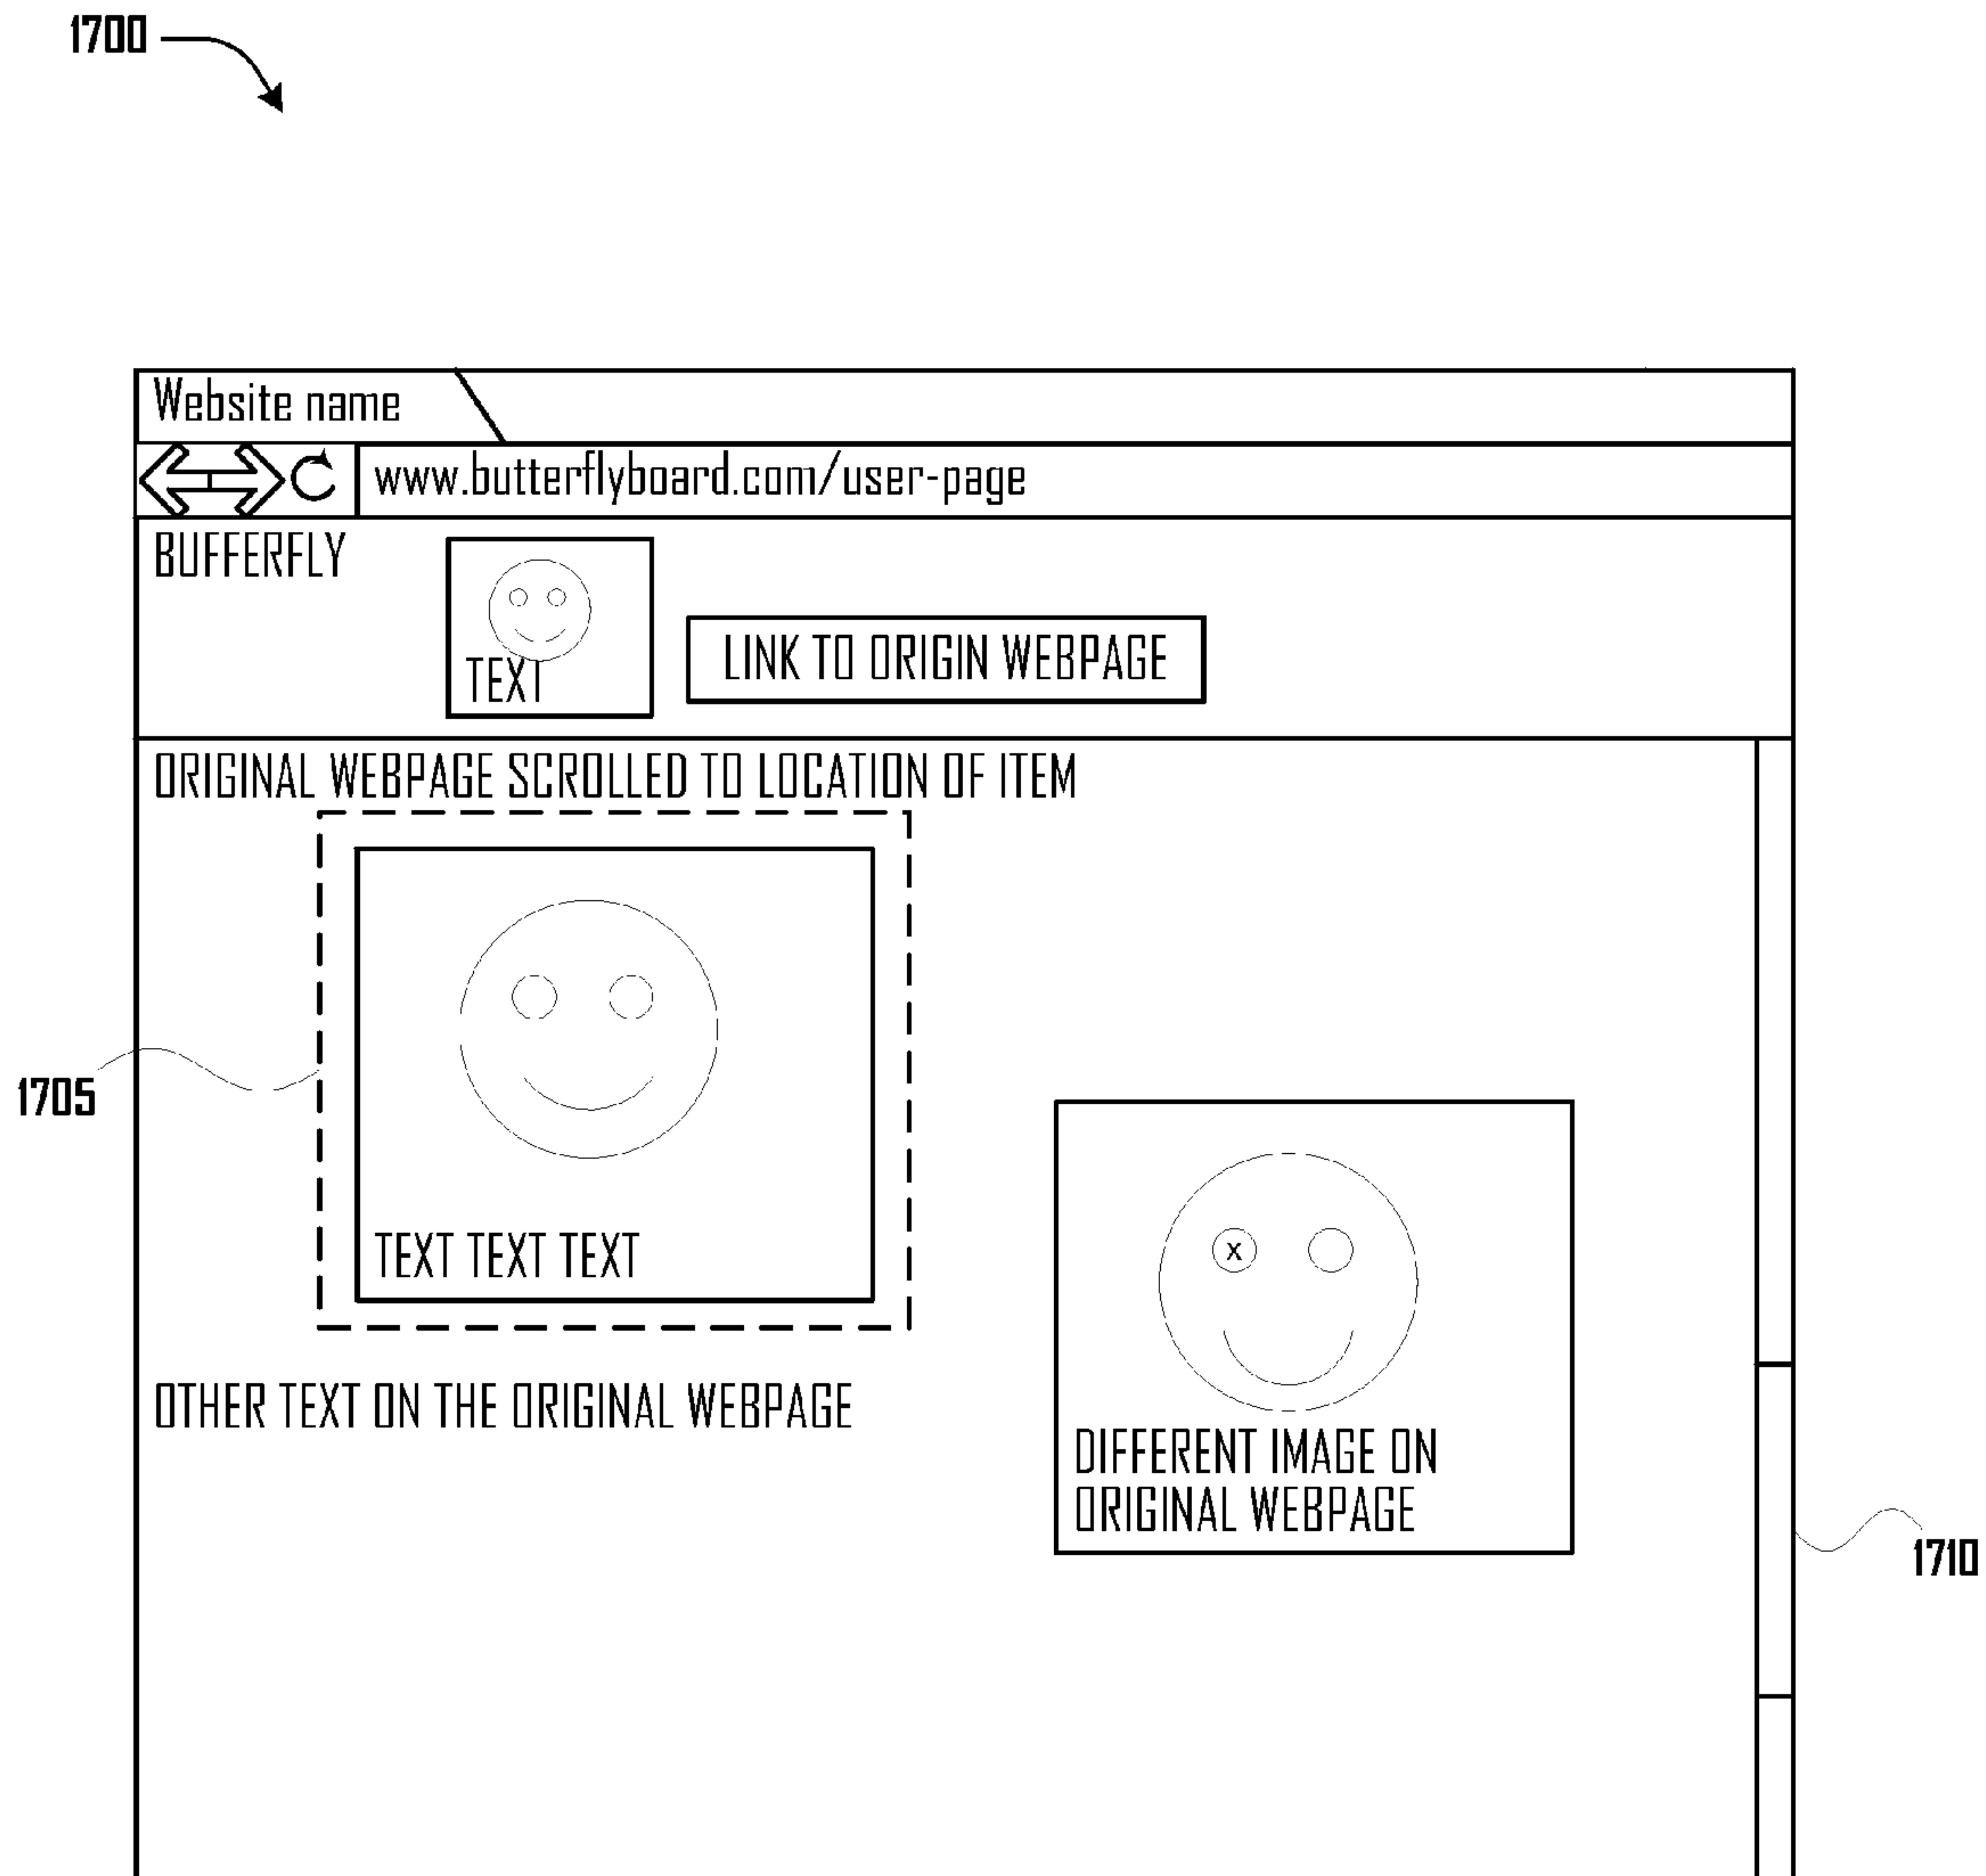 1700
Website name
www.butterflyboard.com/user-page
BUFFERFLY
TEXT
LINK TO ORIGIN WEBPAGE
ORIGINAL WEBPAGE SCROLLED TO LOCATION OF ITEM
1705
TEXT TEXT TEXT
x
OTHER TEXT ON THE ORIGINAL WEBPAGE
DIFFERENT IMAGE ON
ORIGINAL WEBPAGE
1710